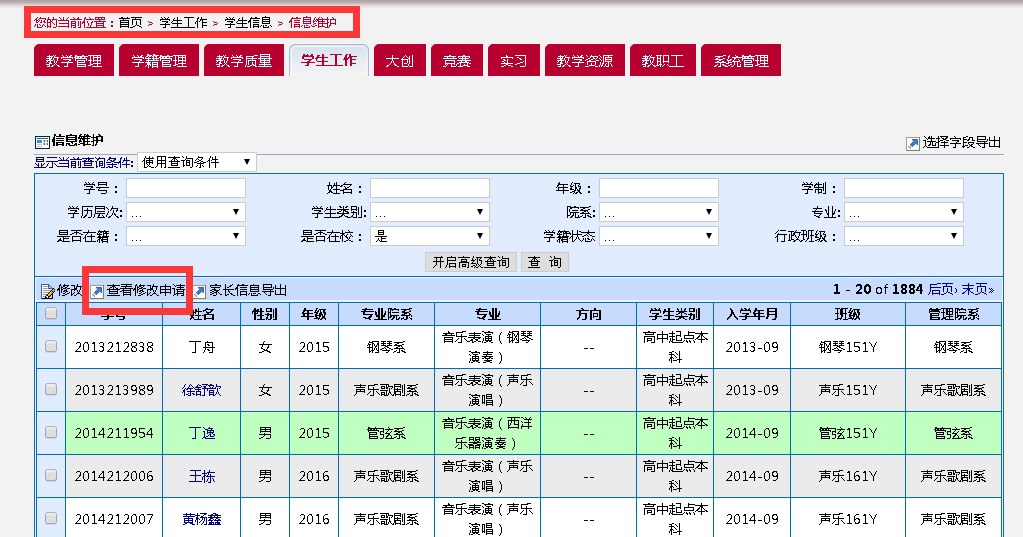 您的当前位置：首页 > 学生工作 > 学生信息 > 信息维护
教学管理 学籍管理 教学质量 学生工作 大创 竞赛 实习 教学资源 教职工 系统管理
信息维护 选择字段导出
显示当前查询条件: 使用查询条件
学号： 姓名： 年级： 学制：
学历层次: ... 学生类别: ... 院系: ... 专业: ...
是否在籍： ... 是否在校： 是 学籍状态 ... 行政班级： ...
开启高级查询 查 询
修改 查看修改申请 家长信息导出 1 - 20 of 1884 后页› 末页»
学号 姓名 性别 年级 专业院系 专业 方向 学生类别 入学年月 班级 管理院系
2013212838 丁舟 女 2015 钢琴系 音乐表演（钢琴演奏） -- 高中起点本科 2013-09 钢琴151Y 钢琴系
2013213989 徐舒歆 女 2015 声乐歌剧系 音乐表演（声乐演唱） -- 高中起点本科 2013-09 声乐151Y 声乐歌剧系
2014211954 丁逸 男 2015 管弦系 音乐表演（西洋乐器演奏） -- 高中起点本科 2014-09 管弦151Y 管弦系
2014212006 王栋 男 2016 声乐歌剧系 音乐表演（声乐演唱） -- 高中起点本科 2014-09 声乐161Y 声乐歌剧系
2014212007 黄杨鑫 男 2016 声乐歌剧系 音乐表演（声乐演唱） -- 高中起点本科 2014-09 声乐161Y 声乐歌剧系